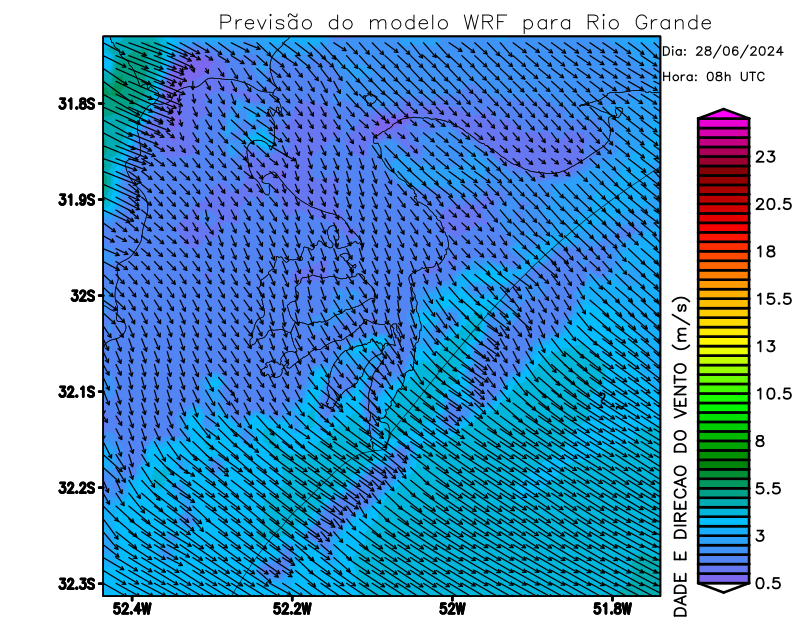 Previsão do modelo WRF para Rio Grande
Dia: 28/06/2024
Hora: 08h UTC
31.8S
31.9S
32S
32.1S
32.2S
32.3S
52.4W
52.2W
52W
51.8W
23
20.5
18
15.5
13
10.5
8
5.5
3
0.5
DADE E DIRECAO DO VENTO (m/s)